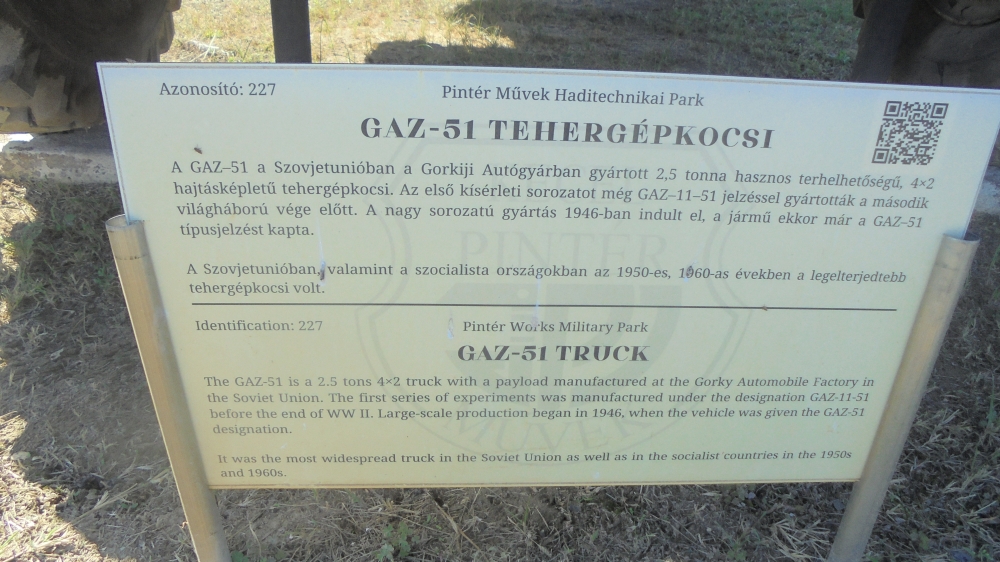 Azonosító: 227
Pintér Művek Haditechnikai Park
GAZ-51 TEHERGÉPKOCSI
A GAZ–51 a Szovjetunióban a Gorkiji Autógyárban gyártott 2,5 tonna hasznos terhelhetőségű, 4×2
hajtásképletű tehergépkocsi. Az első kísérleti sorozatot még GAZ–11–51 jelzéssel gyártották a második
világháború vége előtt. A nagy sorozatú gyártás 1946-ban indult el, a jármű ekkor már a GAZ–51
típusjelzést kapta.
A Szovjetunióban, valamint a szocialista országokban az 1950-es, 1960-as években a legelterjedtebb
tehergépkocsi volt.
Identification: 227
Pintér Works Military Park
GAZ-51 TRUCK
The GAZ-51 is a 2.5 tons 4×2 truck with a payload manufactured at the Gorky Automobile Factory in
the Soviet Union. The first series of experiments was manufactured under the designation GAZ-11-51
before the end of WW II. Large-scale production began in 1946, when the vehicle was given the GAZ-51
designation.
It was the most widespread truck in the Soviet Union as well as in the socialist countries in the 1950s
and 1960s.
PINTÉR
MŰVEK